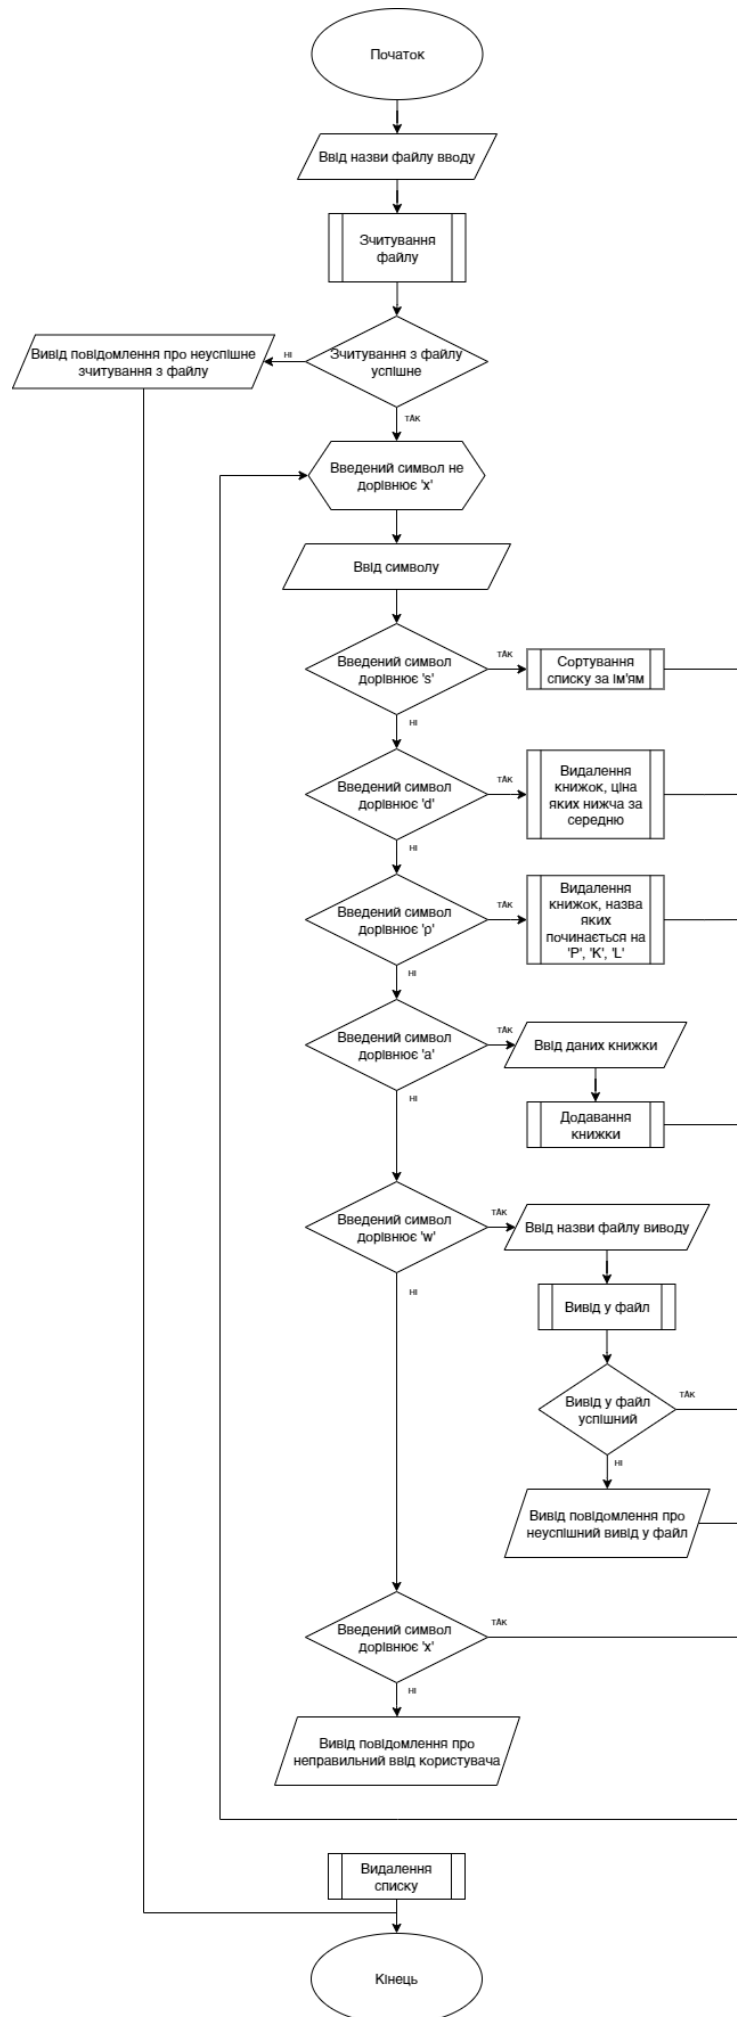 Початок
Ввід назви файлу вводу
Зчитування
файлу
Зчитування з файлу
успішне
НІ
Вивід повідомлення про неуспішне
зчитування з файлу
ТАК
Введений символ не
дорівнює 'x'
Ввід символу
Введений символ
дорівнює 's'
ТАК
Сортування
списку за ім'ям
НІ
Введений символ
дорівнює 'd'
ТАК
Видалення
книжок, ціна
яких нижча за
середню
НІ
Введений символ
дорівнює 'p'
ТАК
Видалення
книжок, назва
яких
починається на
'P', 'K', 'L'
НІ
Введений символ
дорівнює 'a'
ТАК
Ввід даних книжки
Додавання
книжки
НІ
Введений символ
дорівнює 'w'
ТАК
Ввід назви файлу виводу
Вивід у файл
Вивід у файл
успішний
ТАК
НІ
Вивід повідомлення про
неуспішний вивід у файл
НІ
Введений символ
дорівнює 'x'
ТАК
НІ
Вивід повідомлення про
неправильний ввід користувача
Видалення
списку
Кінець